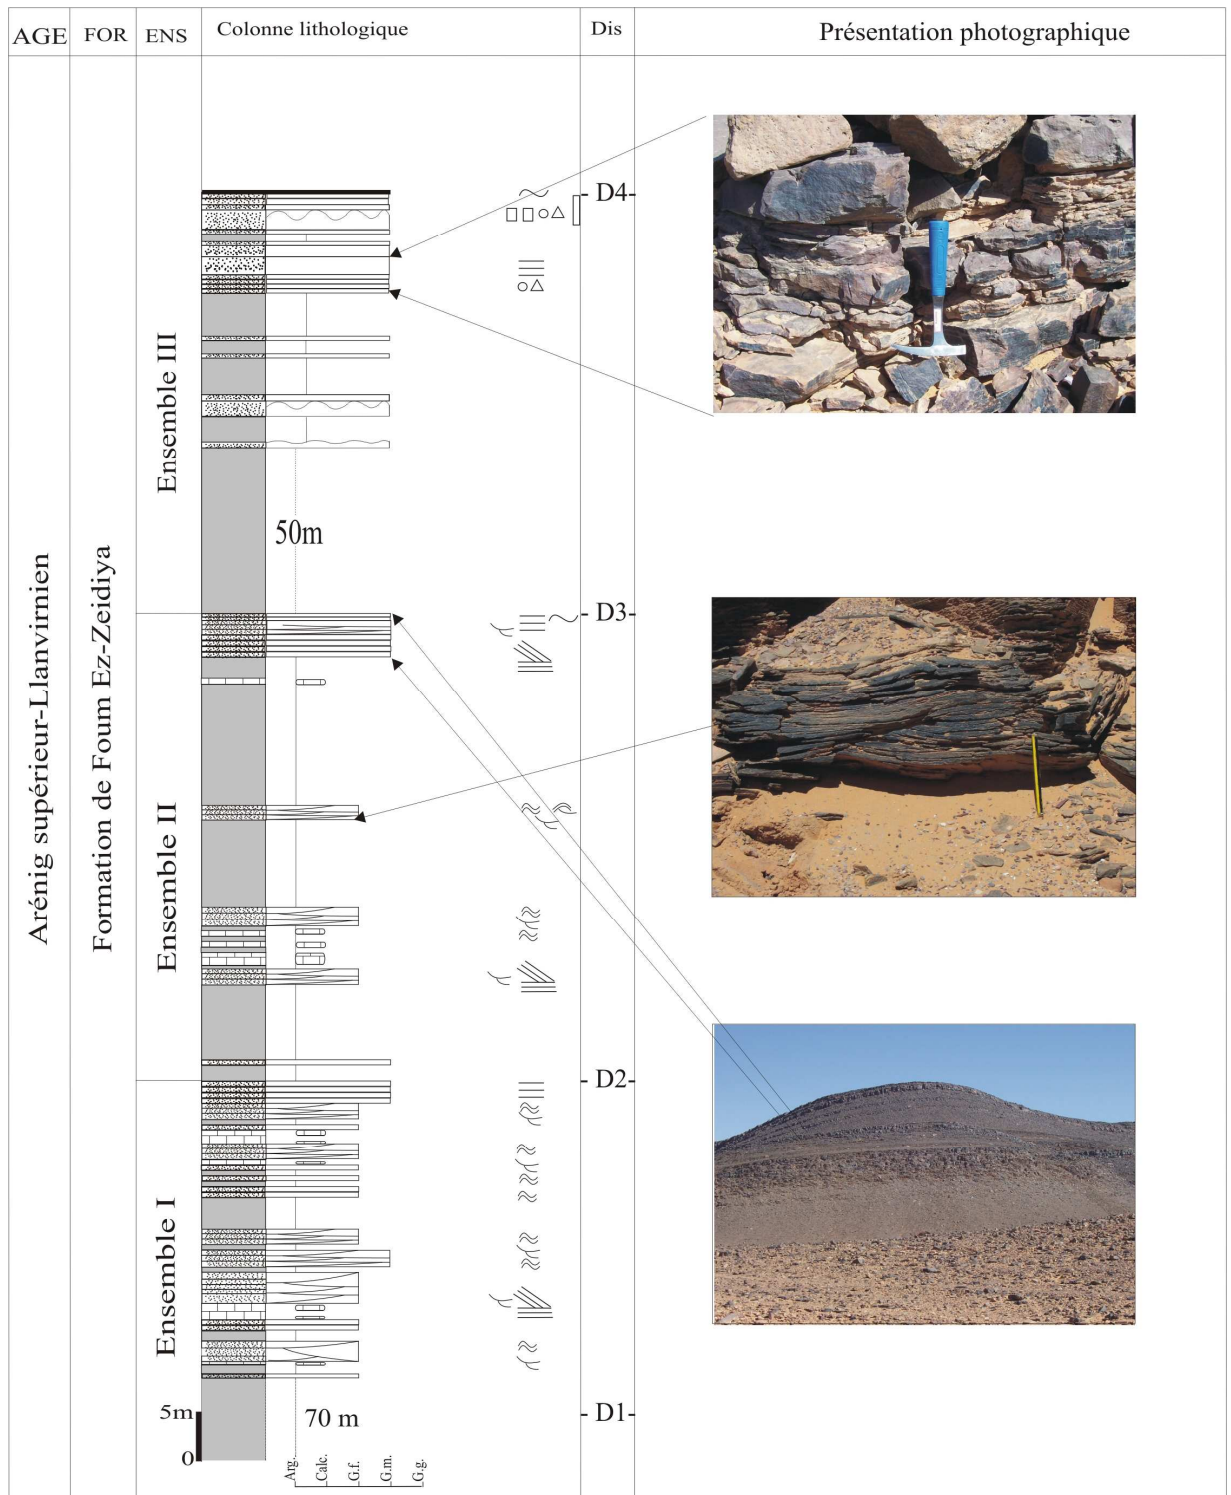 AGE
FOR
ENS
Colonne lithologique
Dis
Présentation photographique
D4
Ensemble III
50m
D3
Arénig supérieur-Llanvirnien
Formation de Foum Ez-Zeidiya
Ensemble II
D2
Ensemble I
5m
0
70 m
D1
Arg.
Calc.
G.f.
G.m.
G.g.